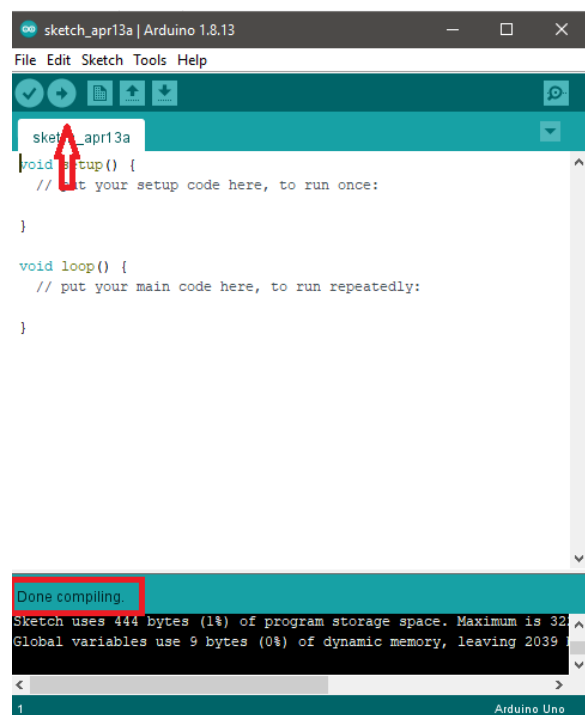 sketch_apr13a | Arduino 1.8.13
File Edit Sketch Tools Help
sketch_apr13a
void setup() {
// put your setup code here, to run once:
}
void loop() {
// put your main code here, to run repeatedly:
}
Done compiling.
Sketch uses 444 bytes (1%) of program storage space. Maximum is 32
Global variables use 9 bytes (0%) of dynamic memory, leaving 2039
1
Arduino Uno